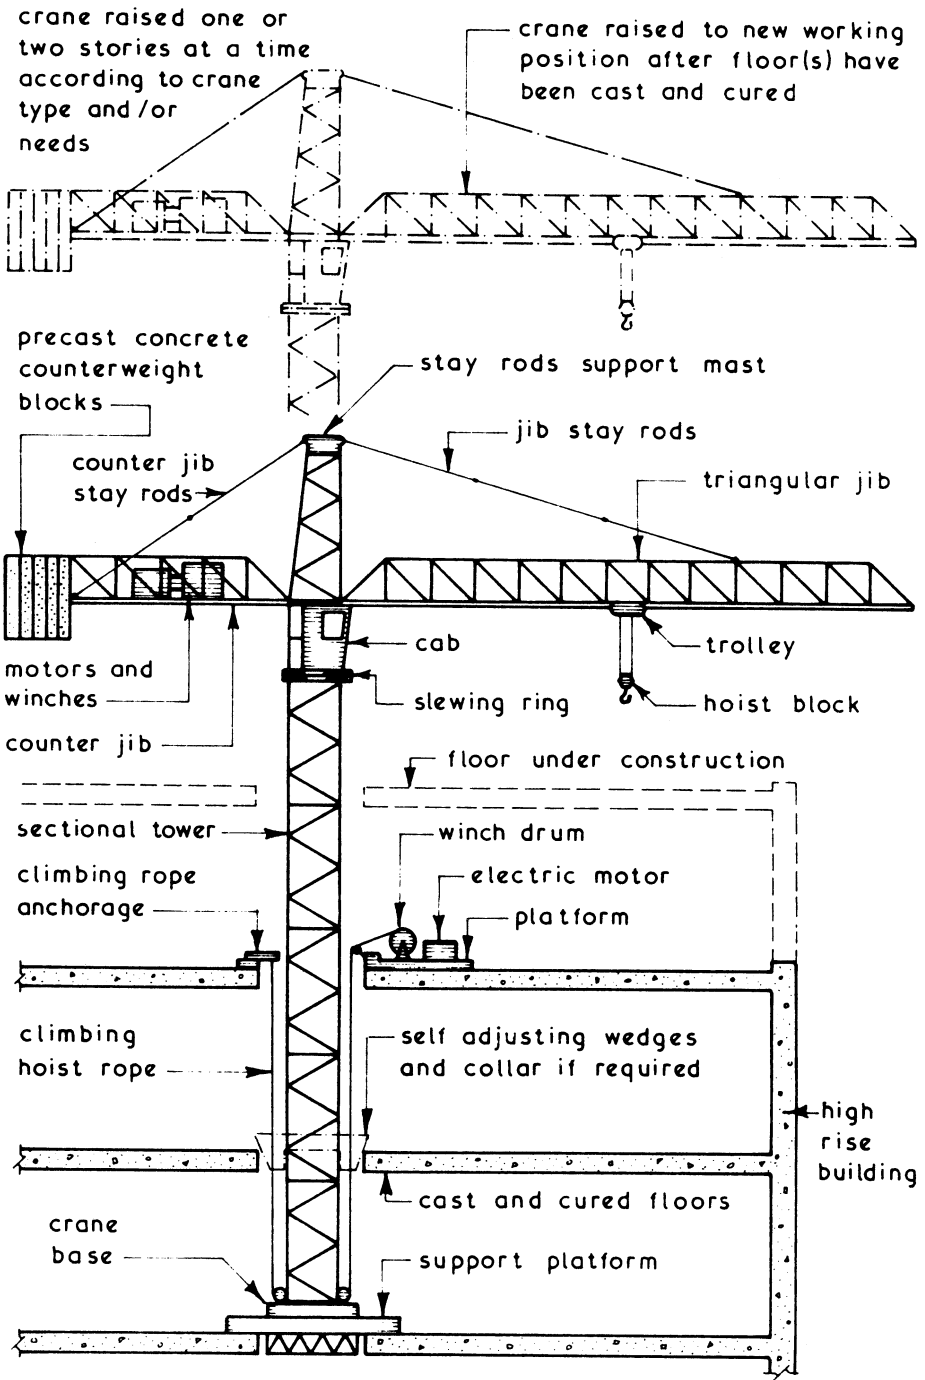 crane raised one or
two stories at a time
according to crane
type and/or
needs
crane raised to new working
position after floor(s) have
been cast and cured
precast concrete
counterweight
blocks
stay rods support mast
jib stay rods
counter jib
stay rods
triangular jib
cab
trolley
motors and
winches
slewing ring
hoist block
counter jib
floor under construction
sectional tower
winch drum
climbing rope
anchorage
electric motor
platform
climbing
hoist rope
self adjusting wedges
and collar if required
high
rise
building
cast and cured floors
crane
base
support platform